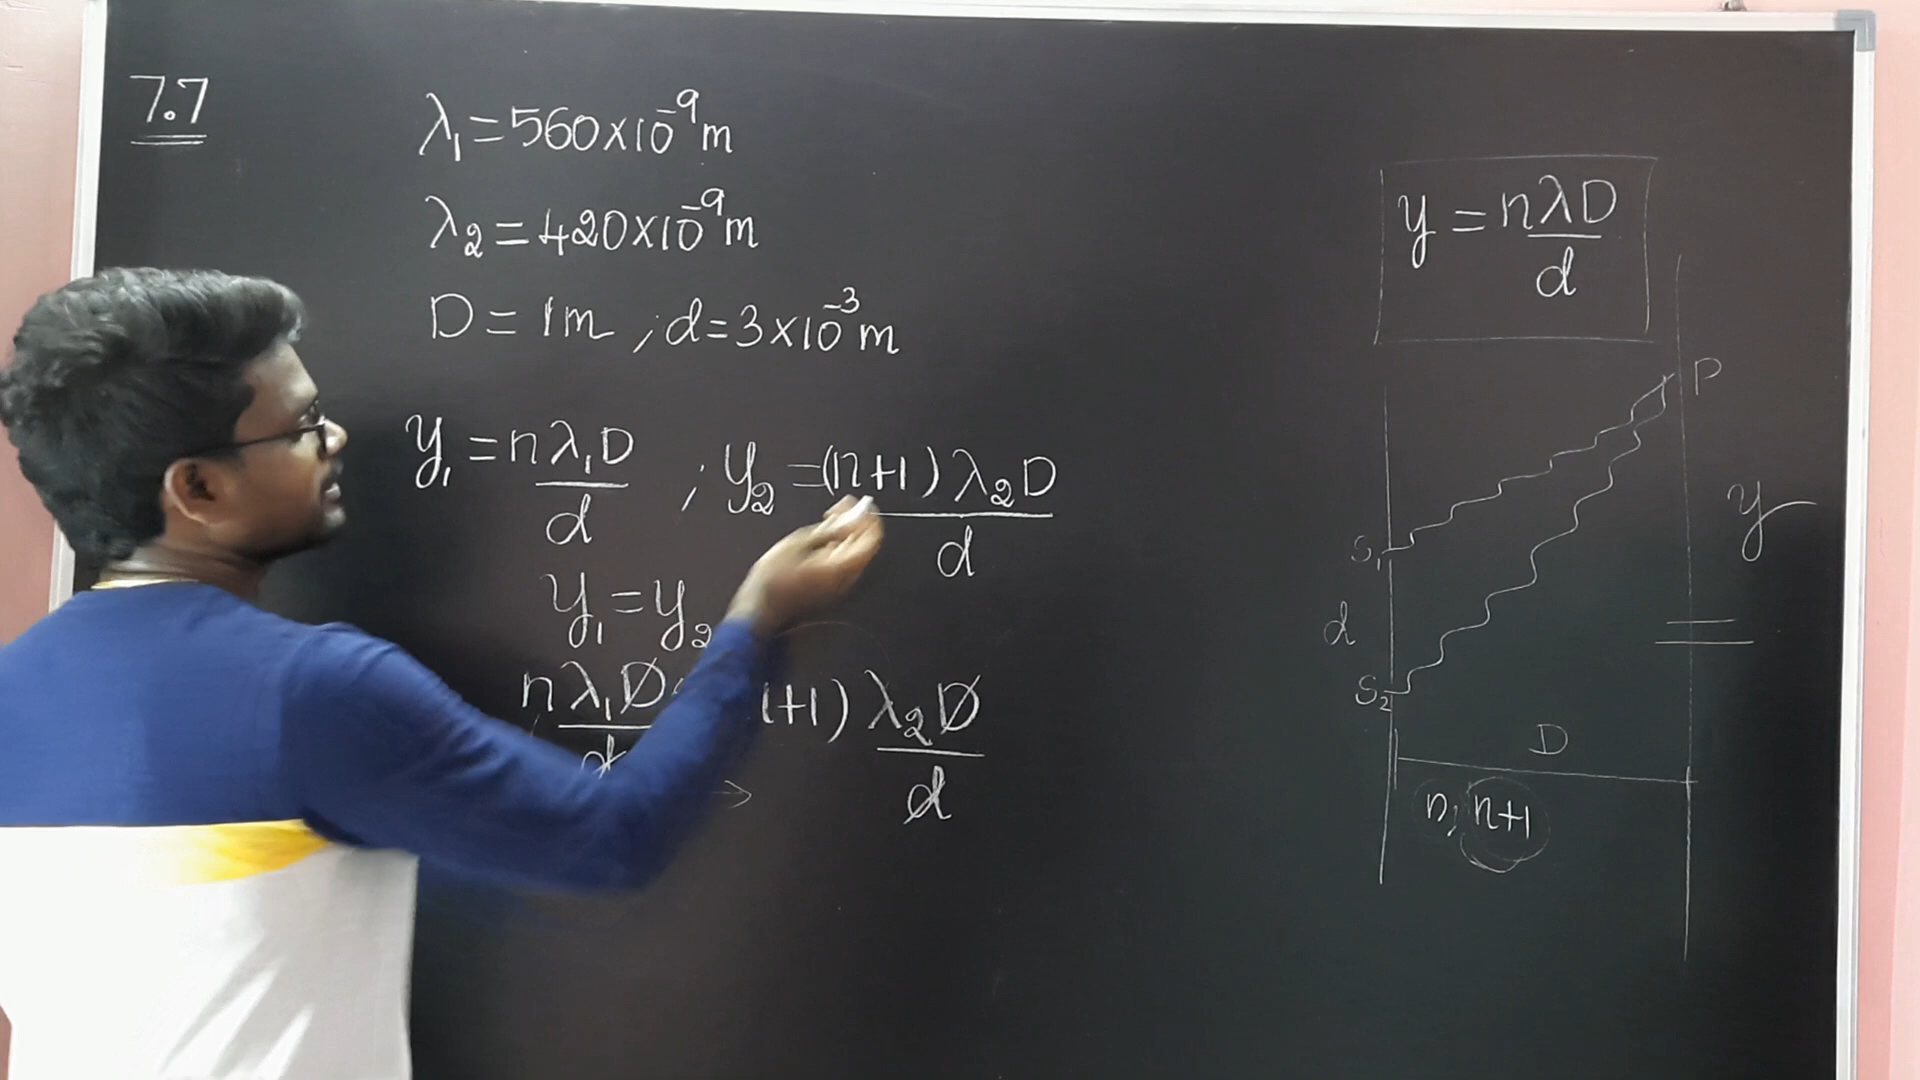 7.7
λ₁ = 560×10⁻⁹m
λ₂ = 420×10⁻⁹m
D = 1m ; d = 3×10⁻³m
y₁ = nλ₁D/d ; y₂ = (n+1)λ₂D/d
y₁ = y₂
nλ₁D/d +1) λ₂D/d
→
y = nλD/d
P
y
S₁
d
S₂
D
n; n+1